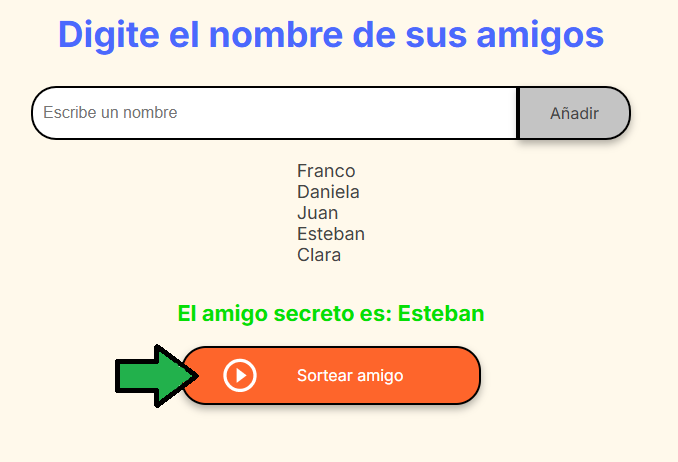 Digite el nombre de sus amigos
Escribe un nombre
Añadir
Franco
Daniela
Juan
Esteban
Clara
El amigo secreto es: Esteban
Sortear amigo